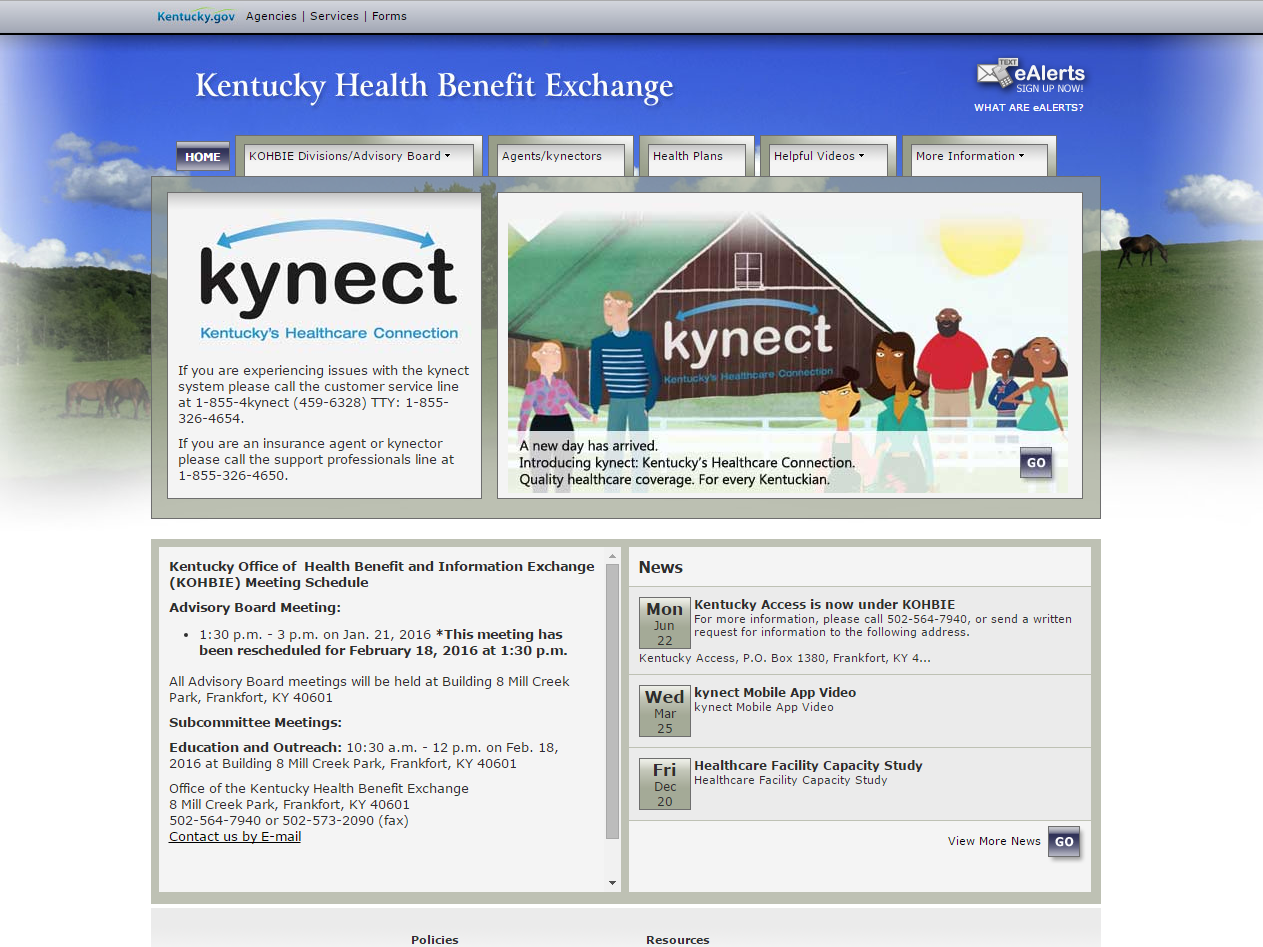 Kentucky.gov Agencies | Services | Forms
Kentucky Health Benefit Exchange
TEXT
eAlerts
SIGN UP NOW!
WHAT ARE eALERTS?
HOME
KOHBIE Divisions/Advisory Board
Agents/kynectors
Health Plans
Helpful Videos
More Information
kynect
Kentucky's Healthcare Connection
If you are experiencing issues with the kynect
system please call the customer service line
at 1-855-4kynect (459-6328) TTY: 1-855-
326-4654.
If you are an insurance agent or kynector
please call the support professionals line at
1-855-326-4650.
kynect
Kentucky's Healthcare Connection
A new day has arrived.
Introducing kynect: Kentucky's Healthcare Connection.
Quality healthcare coverage. For every Kentuckian.
GO
Kentucky Office of  Health Benefit and Information Exchange
(KOHBIE) Meeting Schedule
Advisory Board Meeting:
• 1:30 p.m. - 3 p.m. on Jan. 21, 2016 *This meeting has
been rescheduled for February 18, 2016 at 1:30 p.m.
All Advisory Board meetings will be held at Building 8 Mill Creek
Park, Frankfort, KY 40601
Subcommittee Meetings:
Education and Outreach: 10:30 a.m. - 12 p.m. on Feb. 18,
2016 at Building 8 Mill Creek Park, Frankfort, KY 40601
Office of the Kentucky Health Benefit Exchange
8 Mill Creek Park, Frankfort, KY 40601
502-564-7940 or 502-573-2090 (fax)
Contact us by E-mail
News
Mon
Jun
22
Kentucky Access is now under KOHBIE
For more information, please call 502-564-7940, or send a written
request for information to the following address.
Kentucky Access, P.O. Box 1380, Frankfort, KY 4...
Wed
Mar
25
kynect Mobile App Video
kynect Mobile App Video
Fri
Dec
20
Healthcare Facility Capacity Study
Healthcare Facility Capacity Study
View More News GO
Policies
Resources